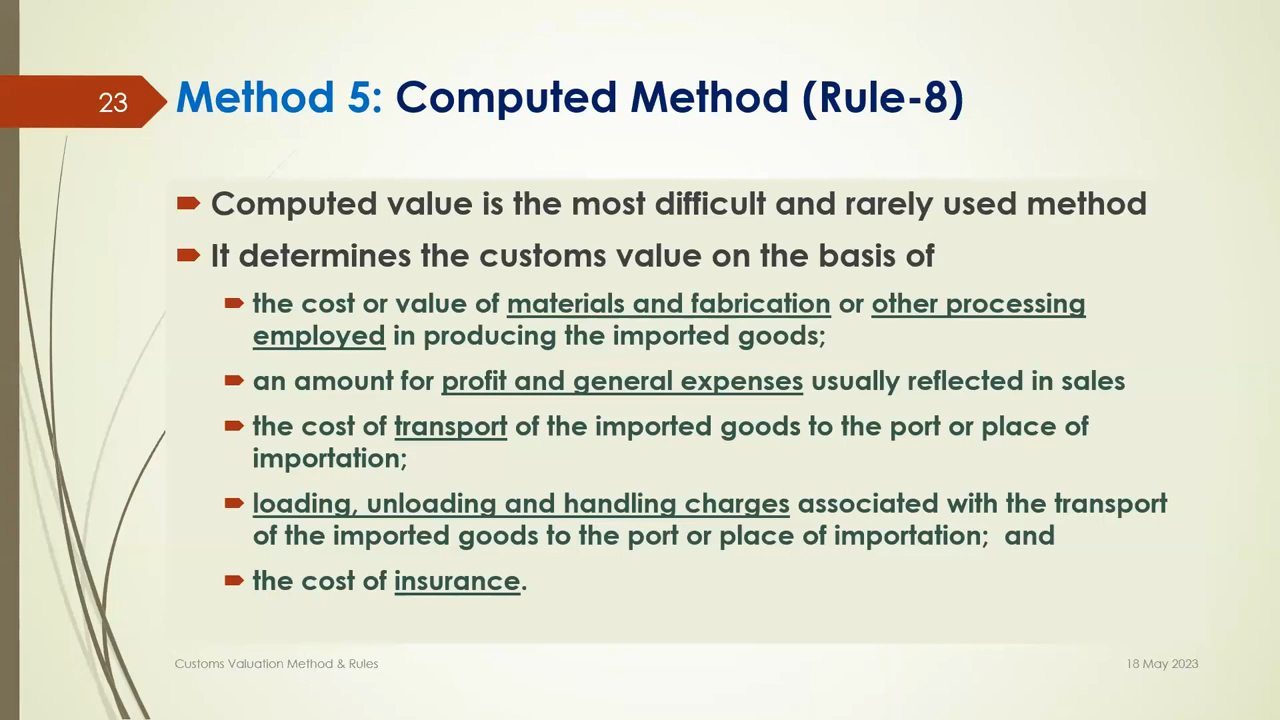 23
Method 5: Computed Method (Rule-8)
Computed value is the most difficult and rarely used method
It determines the customs value on the basis of
the cost or value of materials and fabrication or other processing
employed in producing the imported goods;
an amount for profit and general expenses usually reflected in sales
the cost of transport of the imported goods to the port or place of
importation;
loading, unloading and handling charges associated with the transport
of the imported goods to the port or place of importation; and
the cost of insurance.
Customs Valuation Method & Rules
18 May 2023